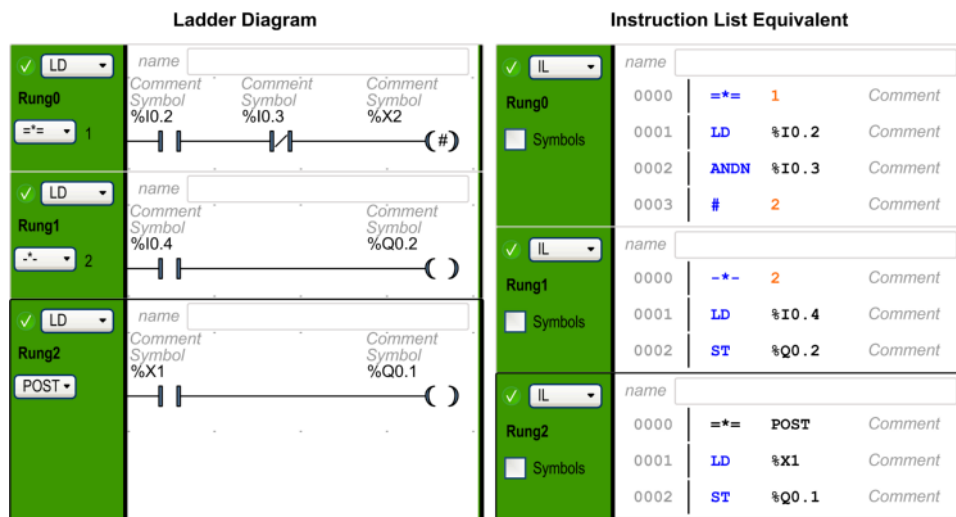 Ladder Diagram
LD
name
Comment Comment Comment
Rung0
Symbol Symbol Symbol
%I0.2 %I0.3 %X2
=*= 1
(#)
LD
name
Comment Comment
Rung1
Symbol Symbol
%I0.4 %Q0.2
-*- 2
LD
name
Comment Comment
Rung2
Symbol Symbol
%X1 %Q0.1
POST
Instruction List Equivalent
IL
name
Rung0
Symbols
0000 =*= 1 Comment
0001 LD %I0.2 Comment
0002 ANDN %I0.3 Comment
0003 # 2 Comment
IL
name
Rung1
Symbols
0000 -*- 2 Comment
0001 LD %I0.4 Comment
0002 ST %Q0.2 Comment
IL
name
Rung2
Symbols
0000 =*= POST Comment
0001 LD %X1 Comment
0002 ST %Q0.1 Comment